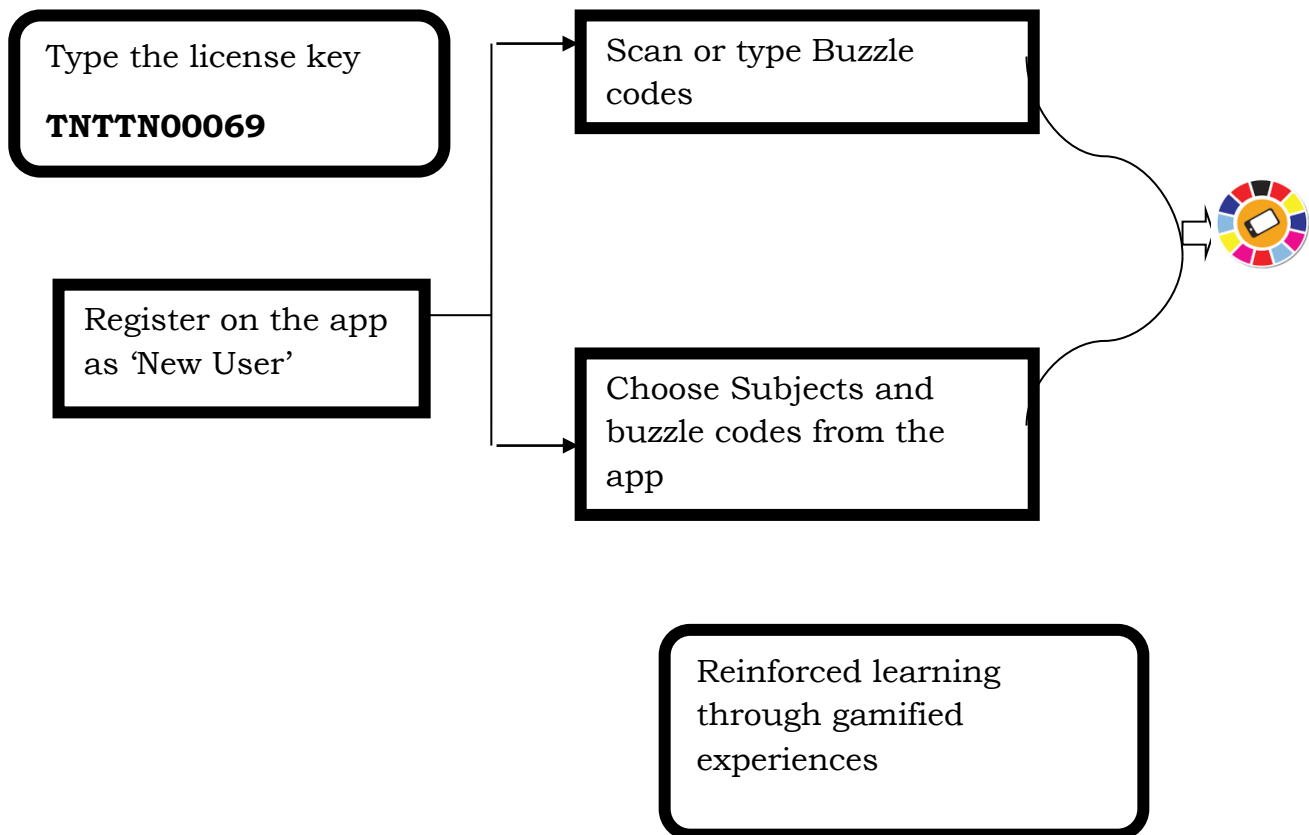 Type the license key
TNTTN00069
Scan or type Buzzle
codes
Register on the app
as ‘New User’
Choose Subjects and
buzzle codes from the
app
Reinforced learning
through gamified
experiences